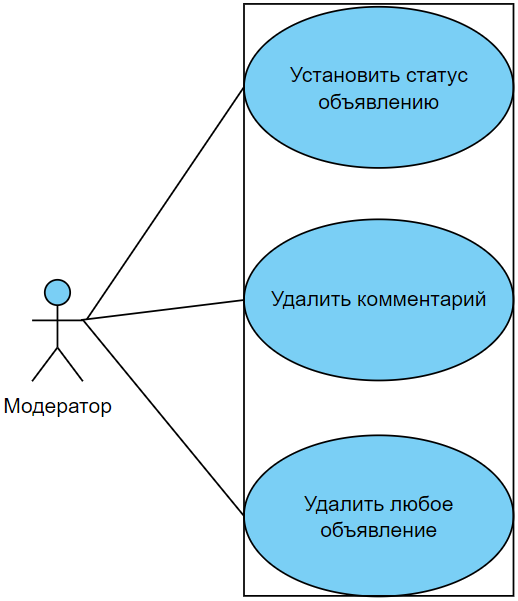 Установить статус
объявлению
Удалить комментарий
Модератор
Удалить любое
объявление